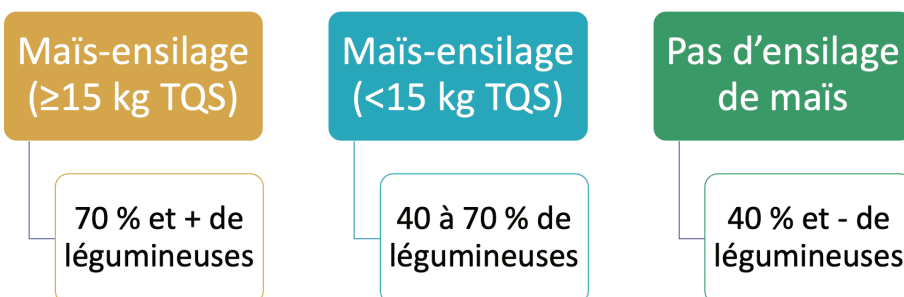 Maïs-ensilage
(≥15 kg TQS)
70 % et + de
légumineuses
Maïs-ensilage
(<15 kg TQS)
40 à 70 % de
légumineuses
Pas d’ensilage
de maïs
40 % et - de
légumineuses